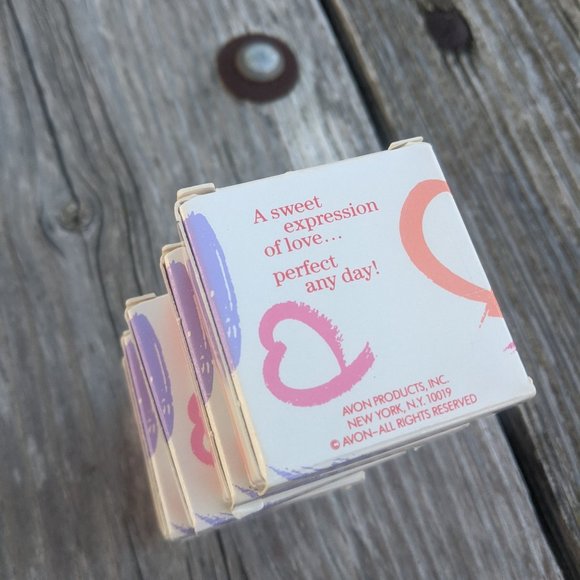 A sweet
expression
of love...
perfect
any day!
AVON PRODUCTS, INC.
NEW YORK, N.Y. 10019
© AVON–ALL RIGHTS RESERVED